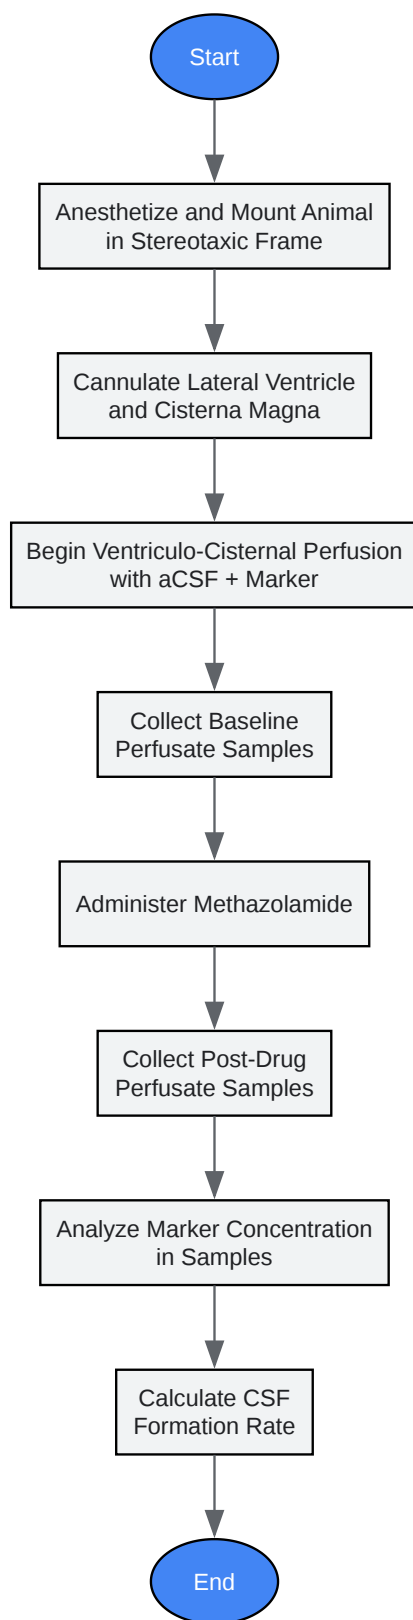 Start
Anesthetize and Mount Animal
in Stereotaxic Frame
Cannulate Lateral Ventricle
and Cisterna Magna
Begin Ventriculo-Cisternal Perfusion
with aCSF + Marker
Collect Baseline
Perfusate Samples
Administer Methazolamide
Collect Post-Drug
Perfusate Samples
Analyze Marker Concentration
in Samples
Calculate CSF
Formation Rate
End